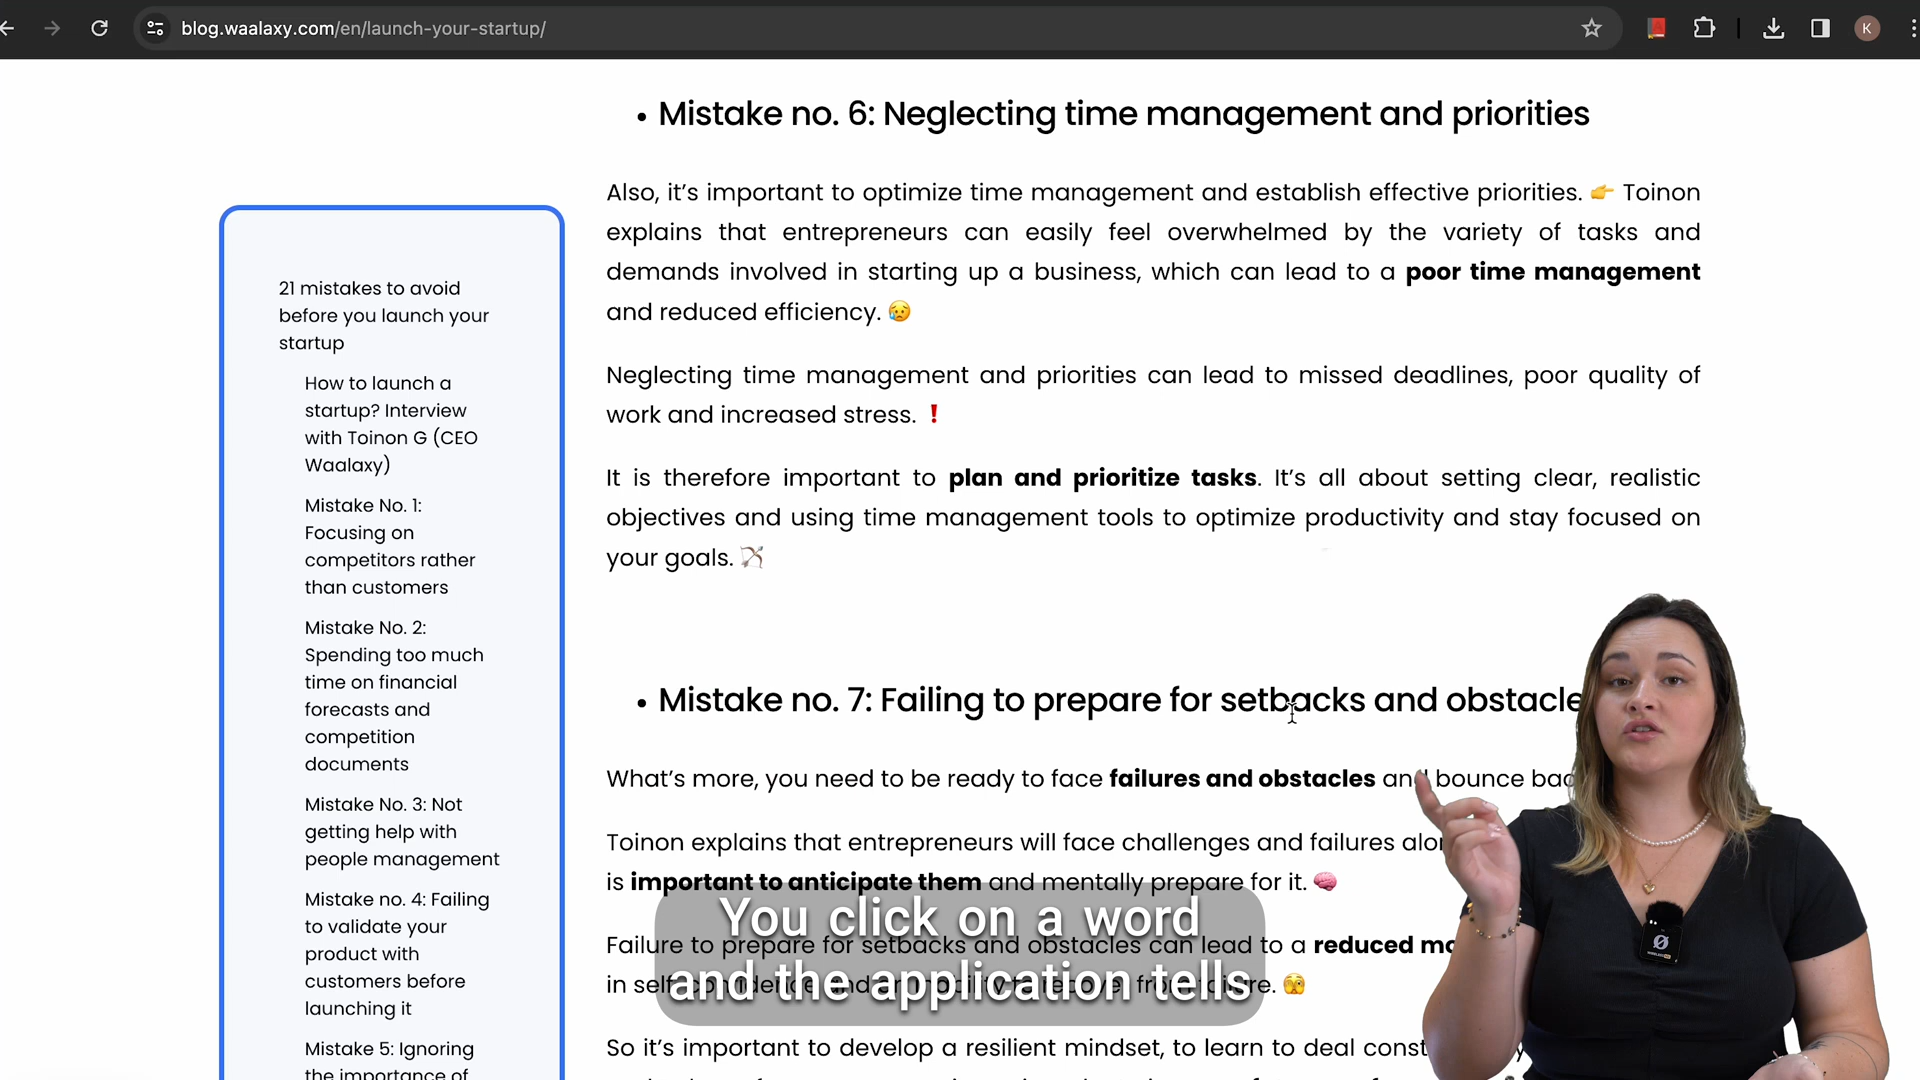 blog.waalaxy.com/en/launch-your-startup/
K
• Mistake no. 6: Neglecting time management and priorities
Also, it's important to optimize time management and establish effective priorities. 👉 Toinon
explains that entrepreneurs can easily feel overwhelmed by the variety of tasks and
demands involved in starting up a business, which can lead to a poor time management
and reduced efficiency. 😥
Neglecting time management and priorities can lead to missed deadlines, poor quality of
work and increased stress. ❗
It is therefore important to plan and prioritize tasks. It's all about setting clear, realistic
objectives and using time management tools to optimize productivity and stay focused on
your goals. 🏹
• Mistake no. 7: Failing to prepare for setbacks and obstacle
What's more, you need to be ready to face failures and obstacles and bounce bac
Toinon explains that entrepreneurs will face challenges and failures alon
is important to anticipate them and mentally prepare for it. 🧠
Failure to prepare for setbacks and obstacles can lead to a reduced mo
in self-confidence and failure. 🫣
So it's important to develop a resilient mindset, to learn to deal const
21 mistakes to avoid
before you launch your
startup
How to launch a
startup? Interview
with Toinon G (CEO
Waalaxy)
Mistake No. 1:
Focusing on
competitors rather
than customers
Mistake No. 2:
Spending too much
time on financial
forecasts and
competition
documents
Mistake No. 3: Not
getting help with
people management
Mistake no. 4: Failing
to validate your
product with
customers before
launching it
Mistake 5: Ignoring
the importance of
You click on a word
and the application tells